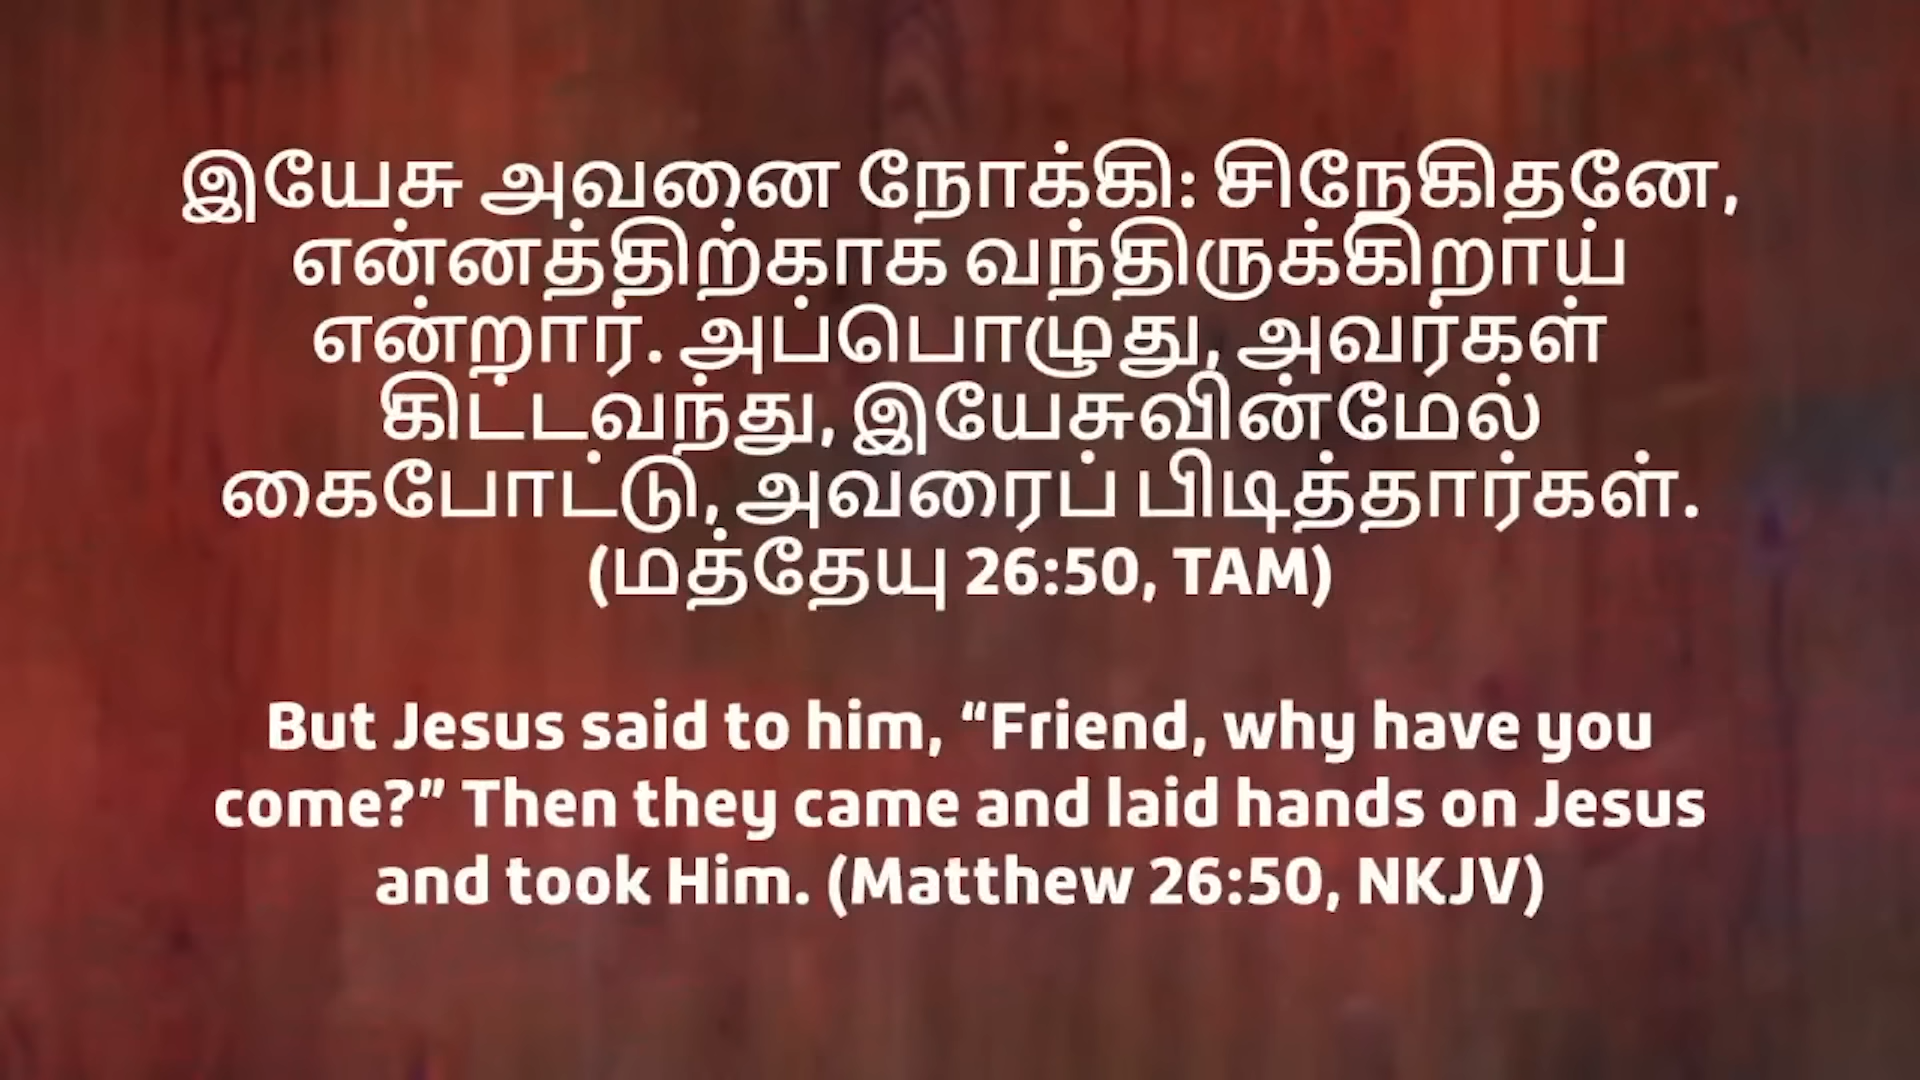 இயேசு அவனை நோக்கி: சிநேகிதனே,
என்னத்திற்காக வந்திருக்கிறாய்
என்றார். அப்பொழுது, அவர்கள்
கிட்டவந்து, இயேசுவின்மேல்
கைபோட்டு, அவரைப் பிடித்தார்கள்.
(மத்தேயு 26:50, TAM)
But Jesus said to him, “Friend, why have you
come?” Then they came and laid hands on Jesus
and took Him. (Matthew 26:50, NKJV)